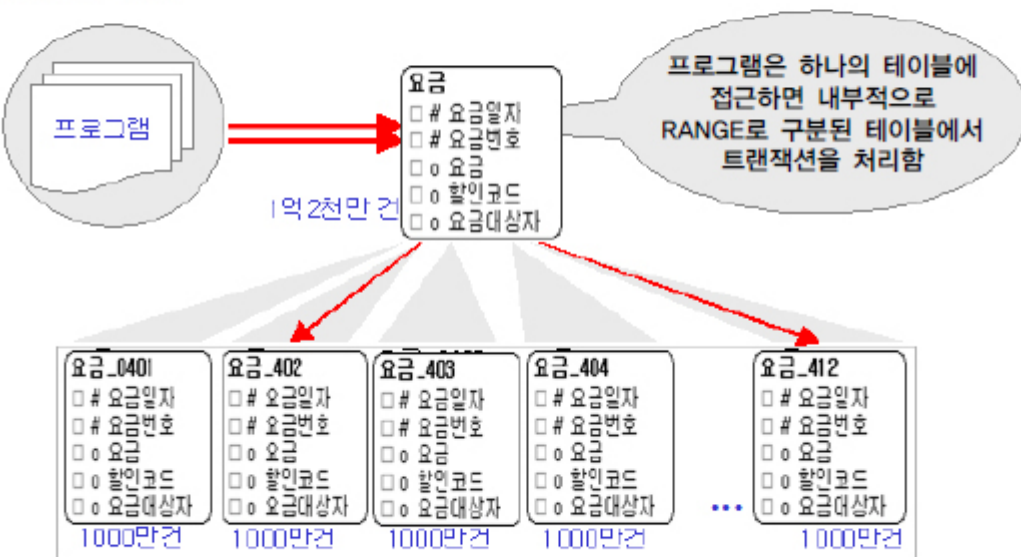 프로그램
요금
□ # 요금일자
□ # 요금번호
□ o 요금
□ o 할인코드
□ o 요금대상자
1억2천만 건
프로그램은 하나의 테이블에
접근하면 내부적으로
RANGE로 구분된 테이블에서
트랜잭션을 처리함
요금_0401
□ # 요금일자
□ # 요금번호
□ o 요금
□ o 할인코드
□ o 요금대상자
1000만건
요금_402
□ # 요금일자
□ # 요금번호
□ o 요금
□ o 할인코드
□ o 요금대상자
1000만건
요금_403
□ # 요금일자
□ # 요금번호
□ o 요금
□ o 할인코드
□ o 요금대상자
1000만건
요금_404
□ # 요금일자
□ # 요금번호
□ o 요금
□ o 할인코드
□ o 요금대상자
1000만건
•••
요금_412
□ # 요금일자
□ # 요금번호
□ o 요금
□ o 할인코드
□ o 요금대상자
1000만건